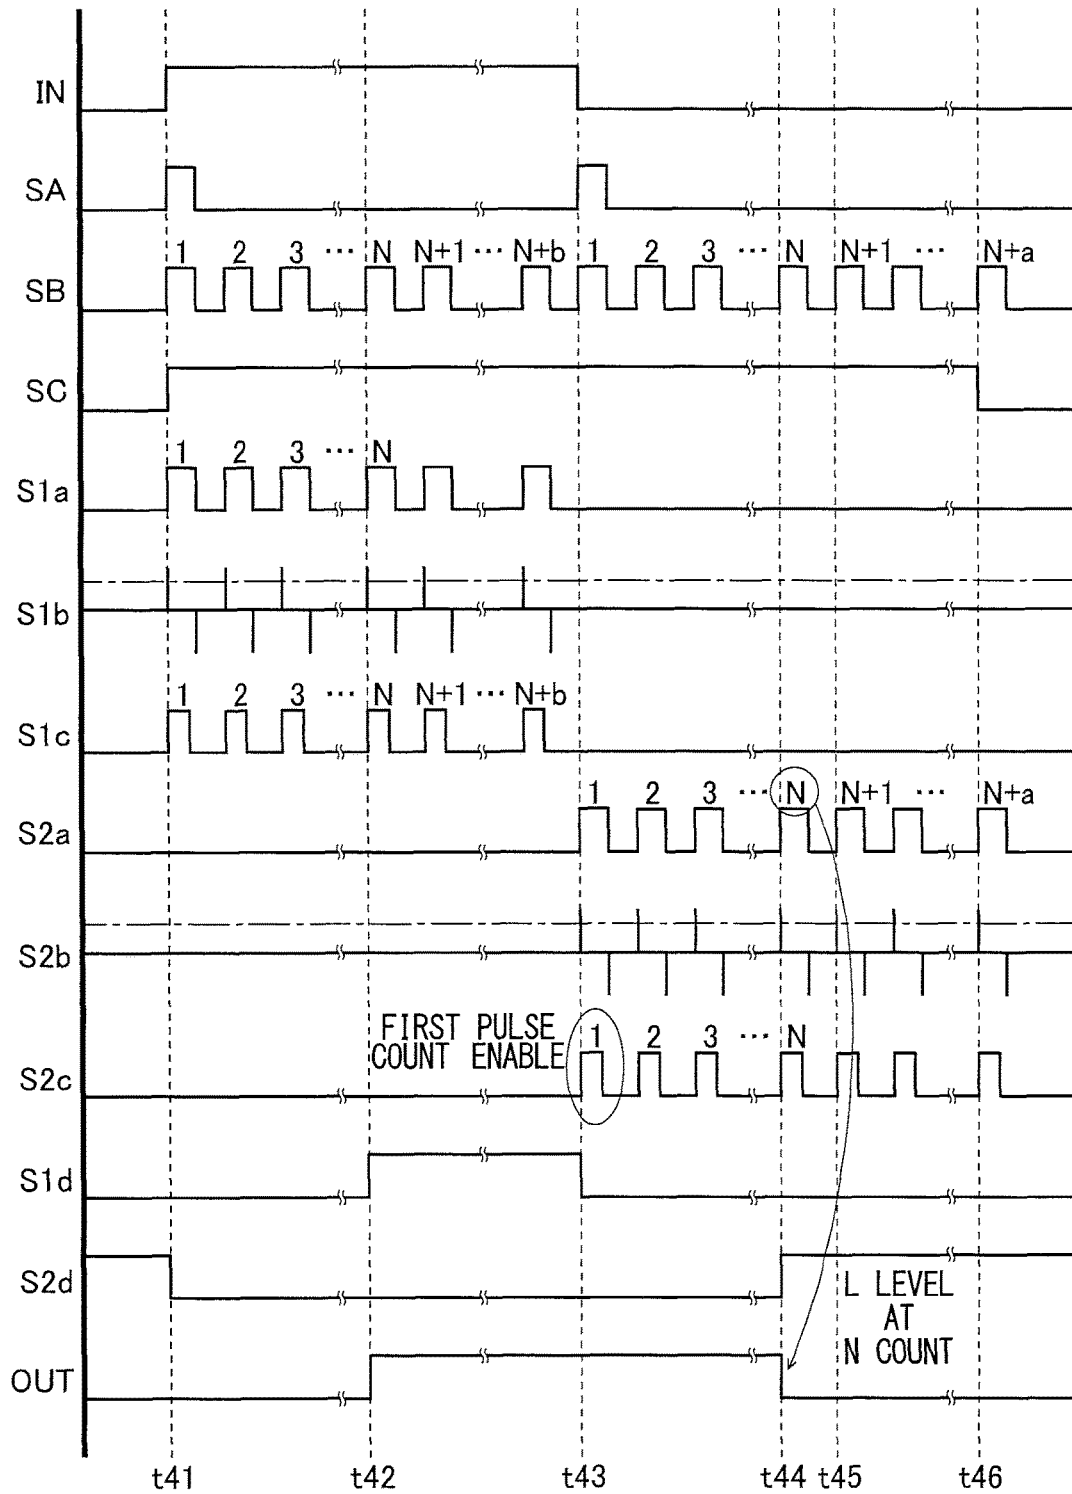 IN
SA
1 2 3 ··· N N+1 ··· N+b 1 2 3 ··· N N+1 ··· N+a
SB
SC
1 2 3 ··· N
S1a
S1b
1 2 3 ··· N N+1 ··· N+b
S1c
1 2 3 ··· N N+1 ··· N+a
S2a
S2b
FIRST PULSE
COUNT ENABLE
1 2 3 ··· N
S2c
S1d
S2d
L LEVEL
AT
N COUNT
OUT
t41 t42 t43 t44 t45 t46